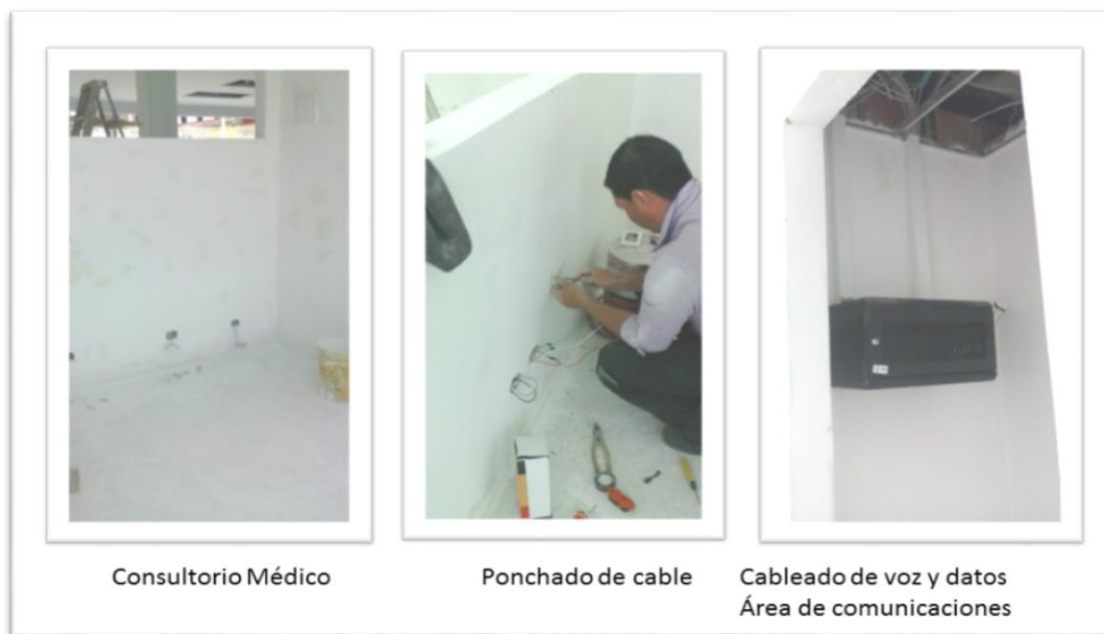 Consultorio Médico
Ponchado de cable
Cableado de voz y datos
Área de comunicaciones